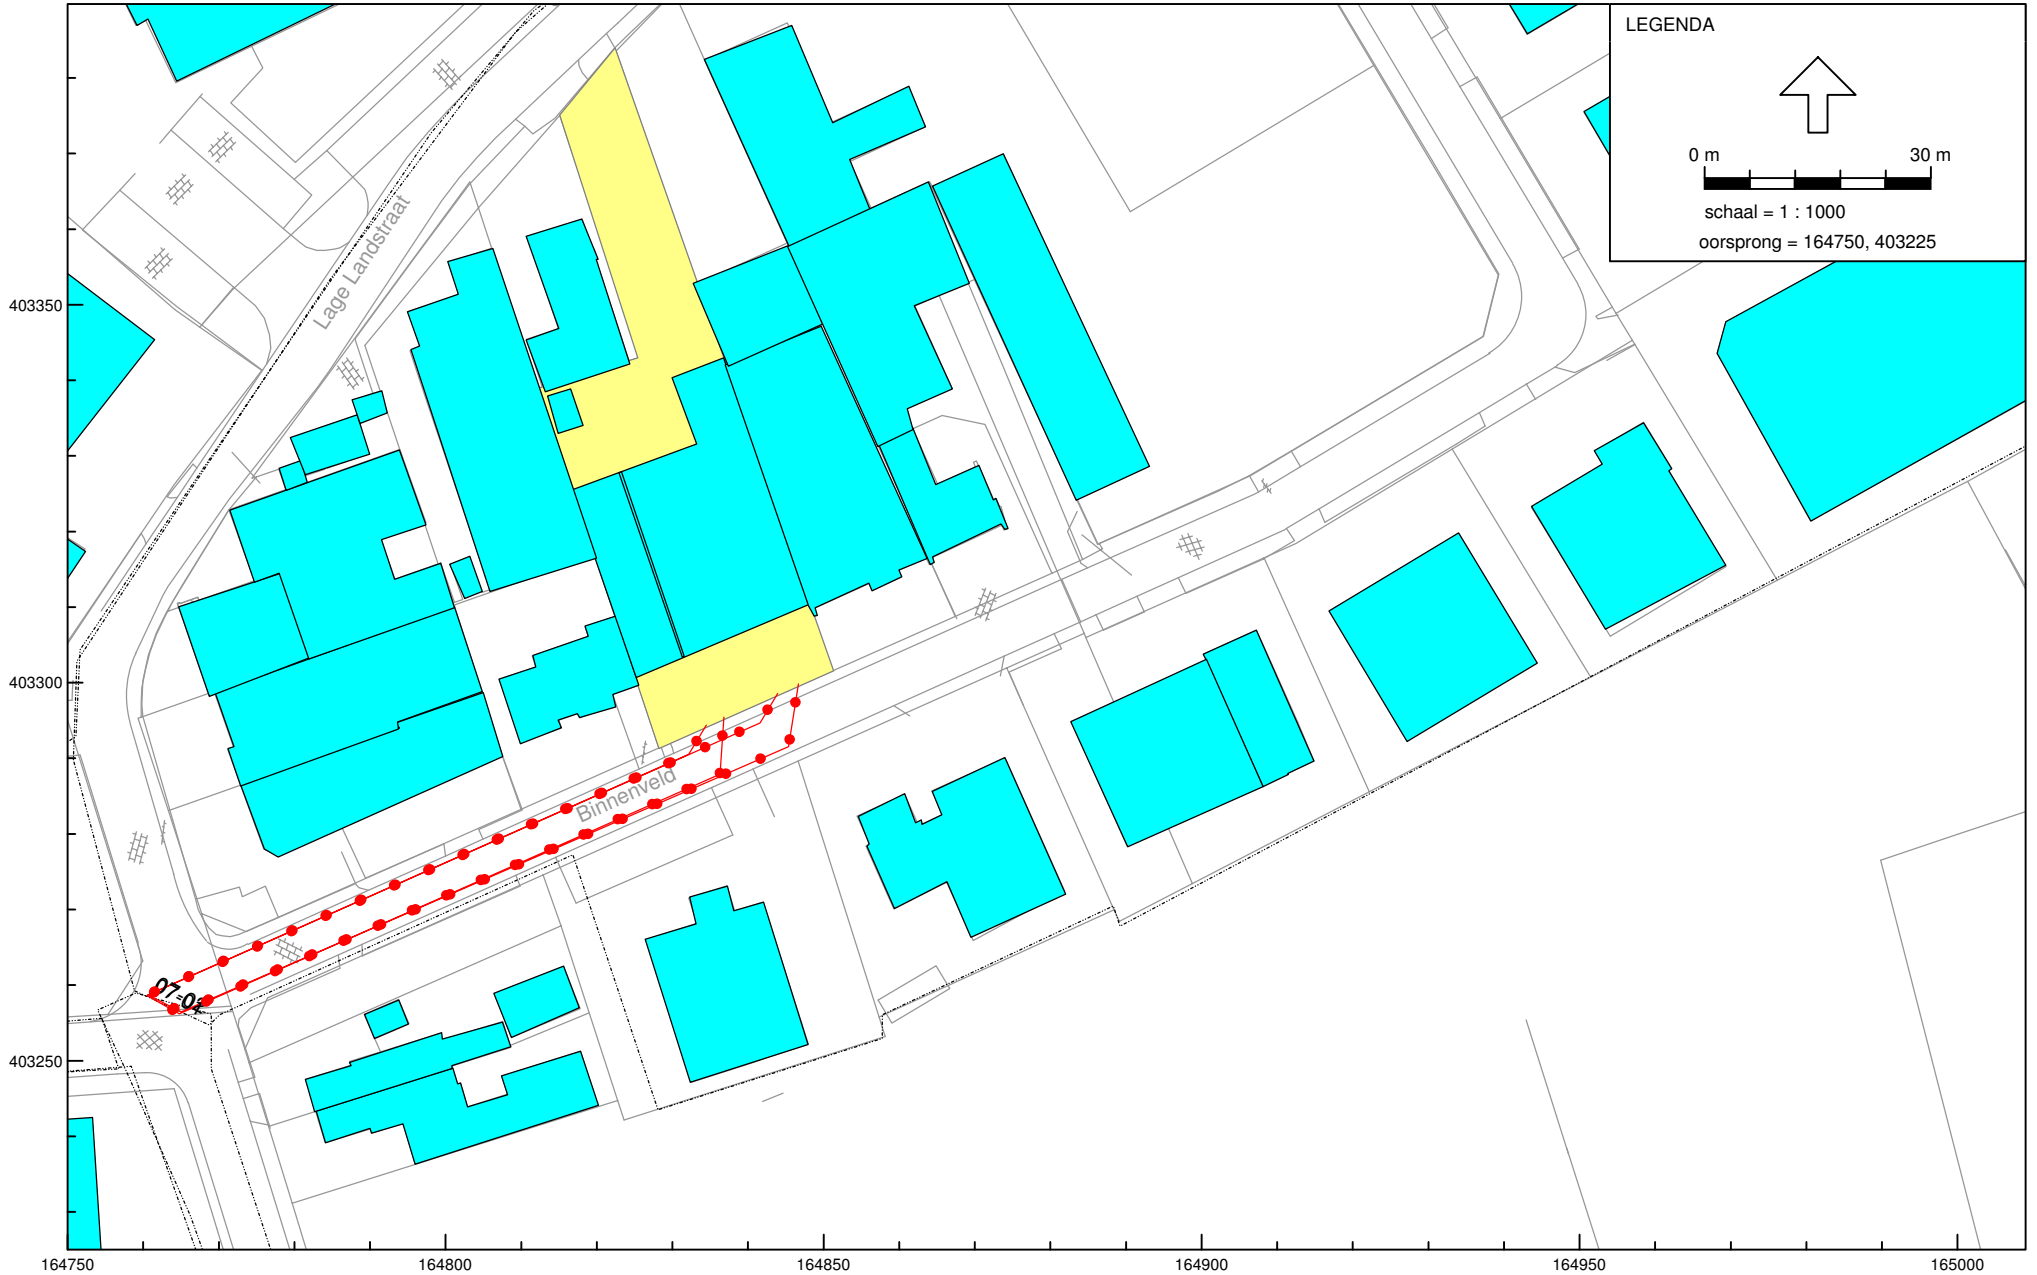 LEGENDA
0 m 30 m
schaal = 1 : 1000
oorsprong = 164750, 403225
Lage Landstraat
403350
403300
Binnenveld
403250
164750 164800 164850 164900 164950 165000